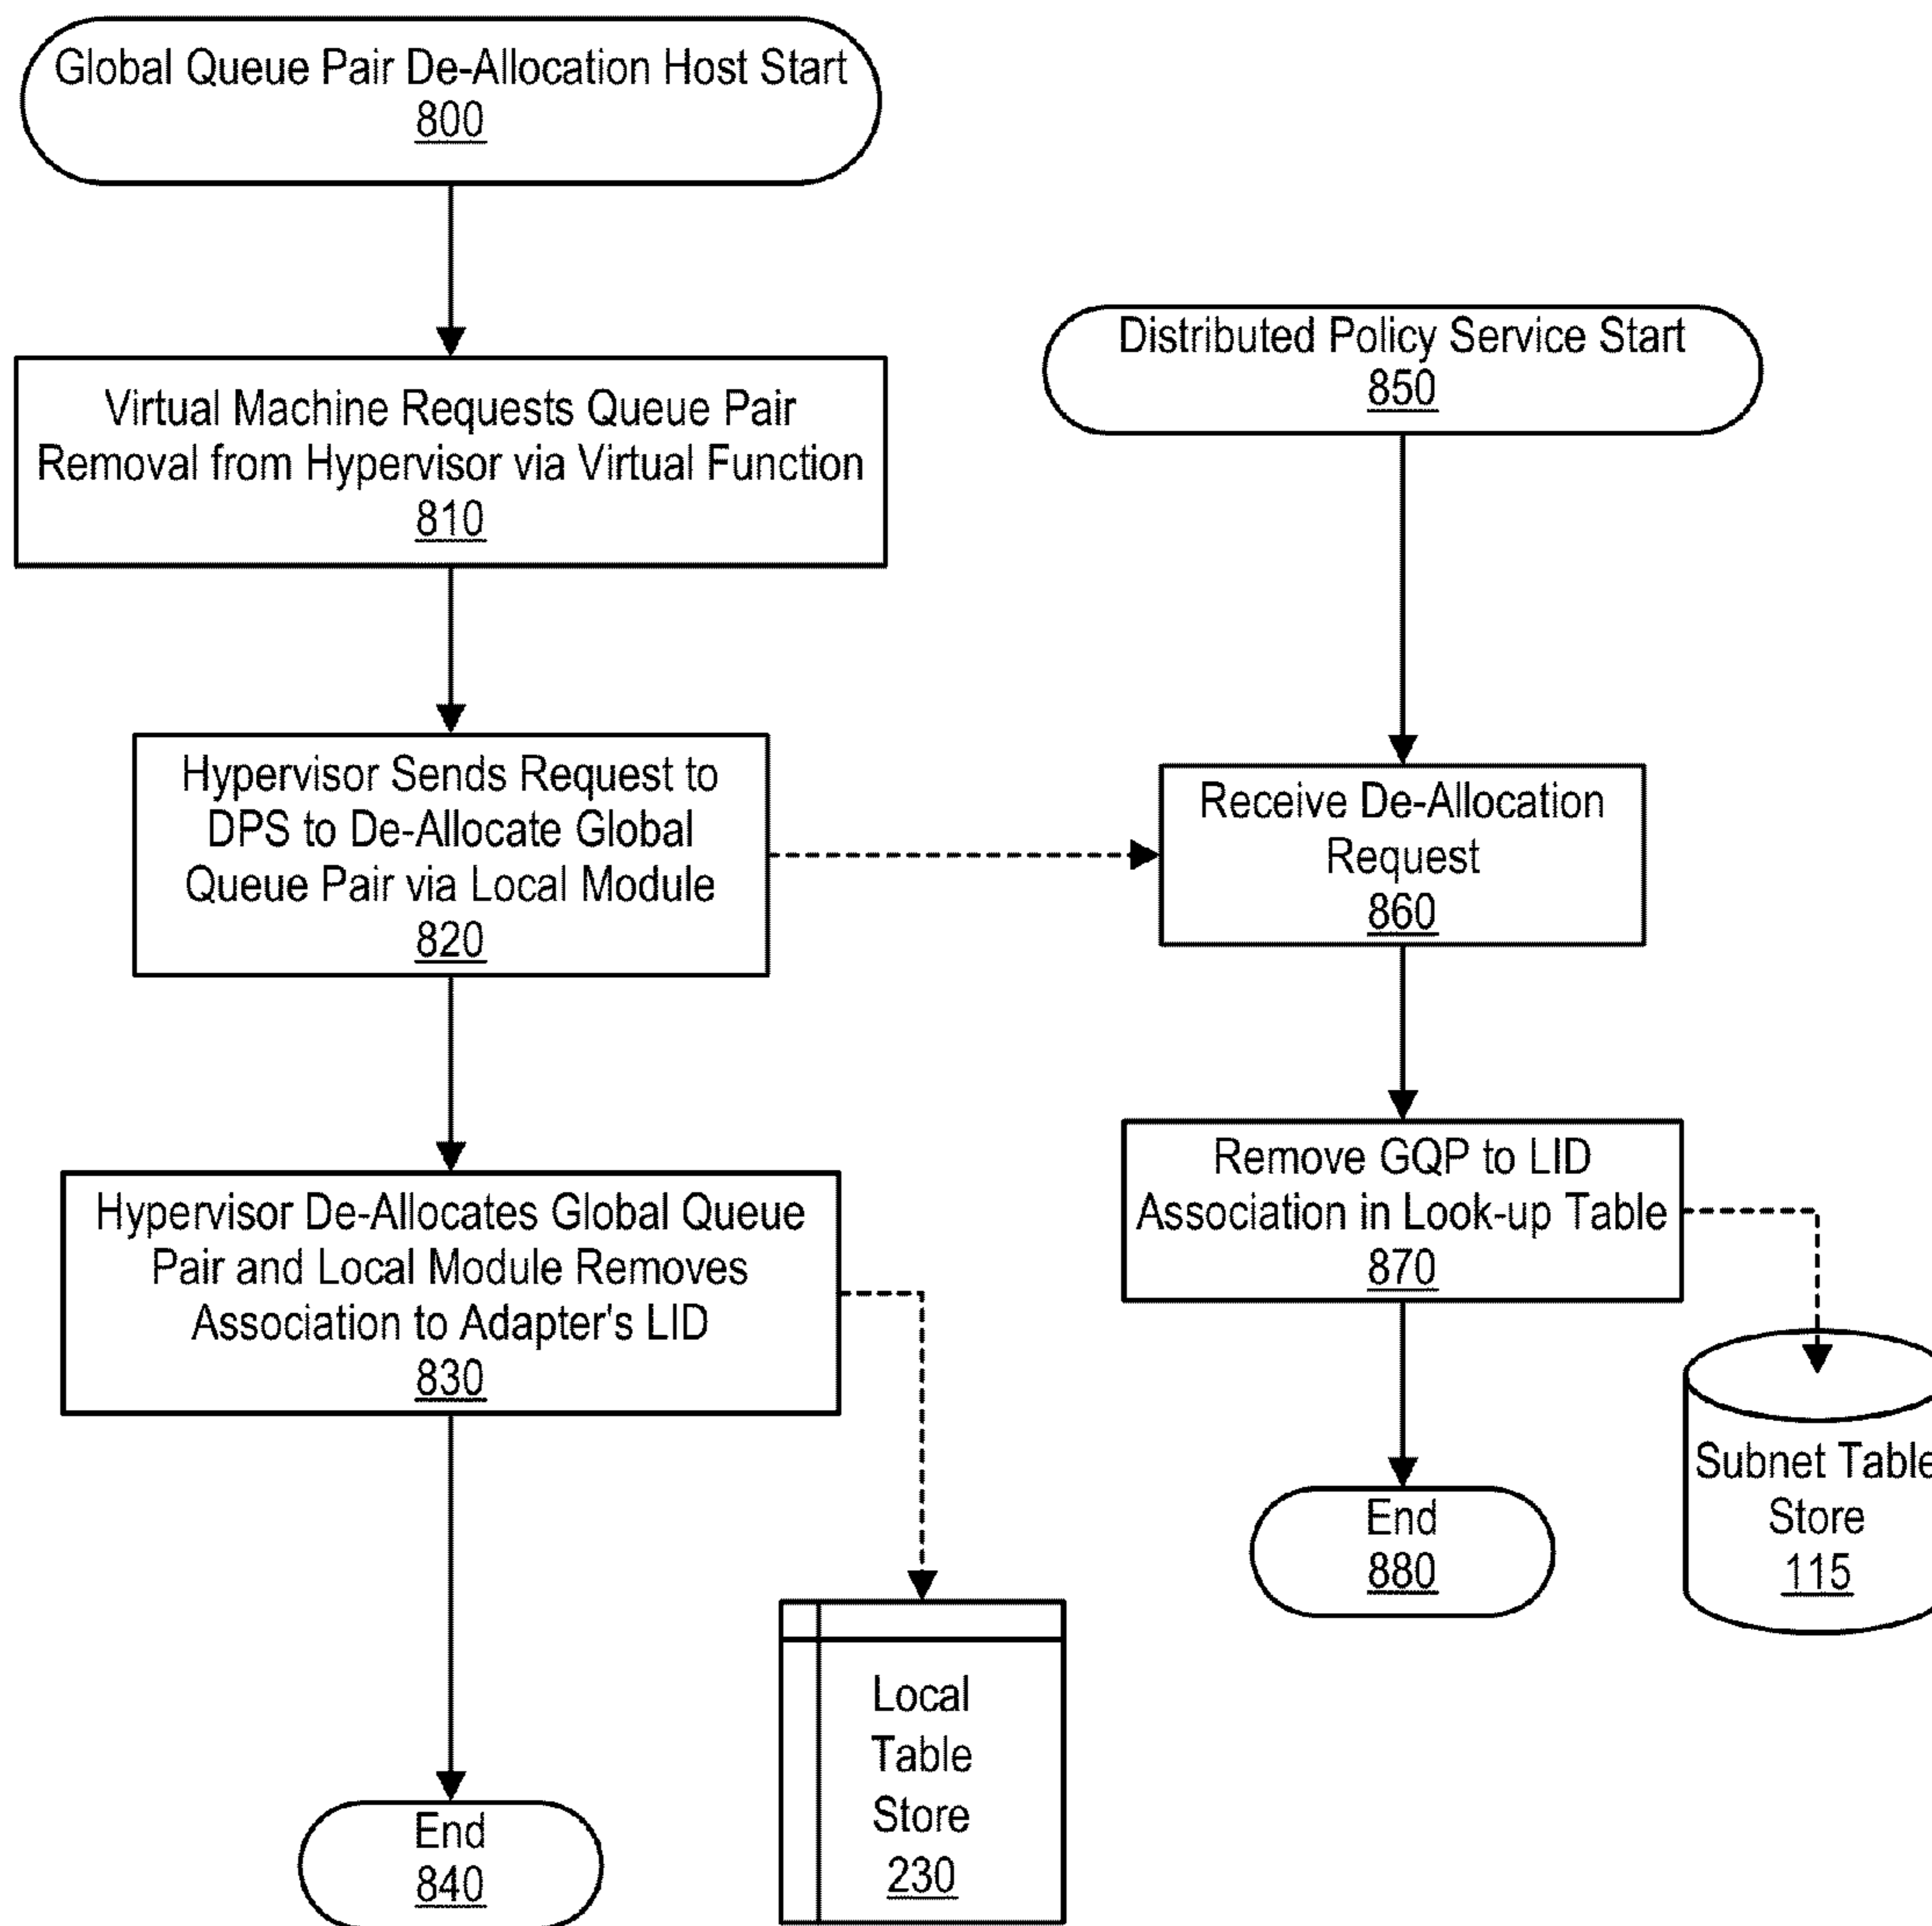 Global Queue Pair De-Allocation Host Start
800
Virtual Machine Requests Queue Pair
Removal from Hypervisor via Virtual Function
810
Hypervisor Sends Request to
DPS to De-Allocate Global
Queue Pair via Local Module
820
Hypervisor De-Allocates Global Queue
Pair and Local Module Removes
Association to Adapter's LID
830
End
840
Local
Table
Store
230
Distributed Policy Service Start
850
Receive De-Allocation
Request
860
Remove GQP to LID
Association in Look-up Table
870
End
880
Subnet Table
Store
115